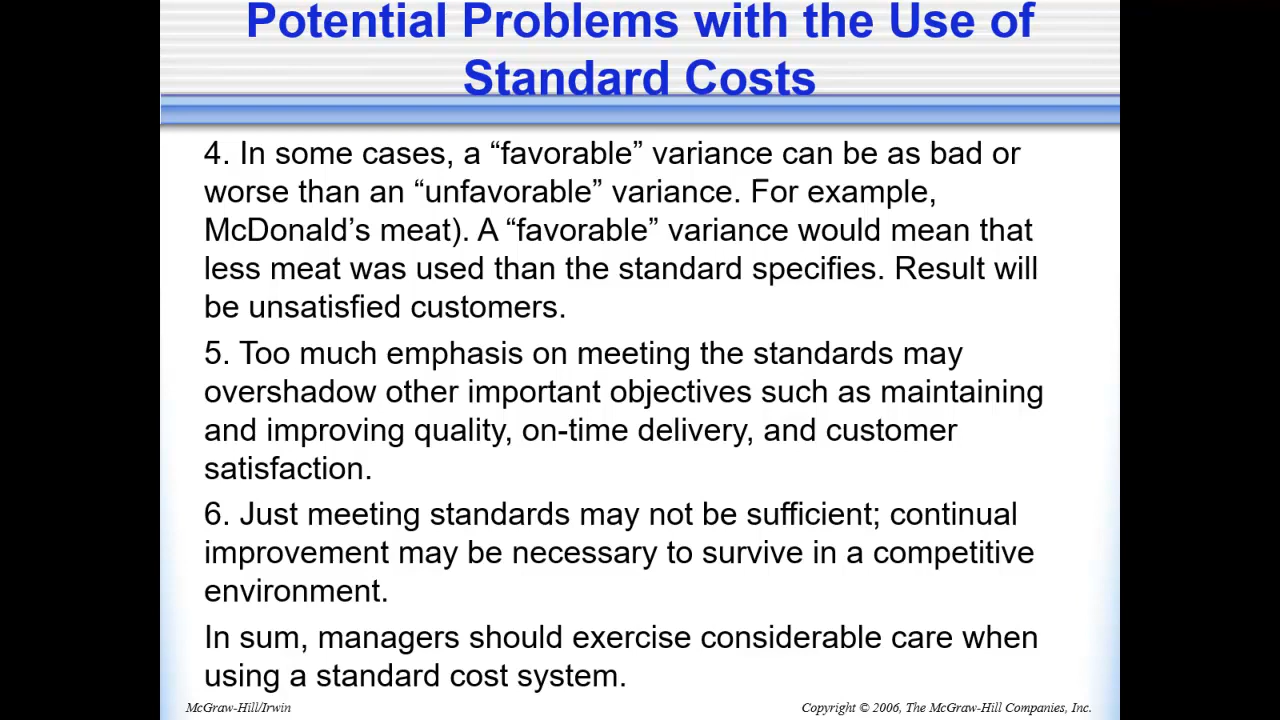 Potential Problems with the Use of
Standard Costs
4. In some cases, a “favorable” variance can be as bad or
worse than an “unfavorable” variance. For example,
McDonald’s meat). A “favorable” variance would mean that
less meat was used than the standard specifies. Result will
be unsatisfied customers.
5. Too much emphasis on meeting the standards may
overshadow other important objectives such as maintaining
and improving quality, on-time delivery, and customer
satisfaction.
6. Just meeting standards may not be sufficient; continual
improvement may be necessary to survive in a competitive
environment.
In sum, managers should exercise considerable care when
using a standard cost system.
McGraw-Hill/Irwin
Copyright © 2006, The McGraw-Hill Companies, Inc.